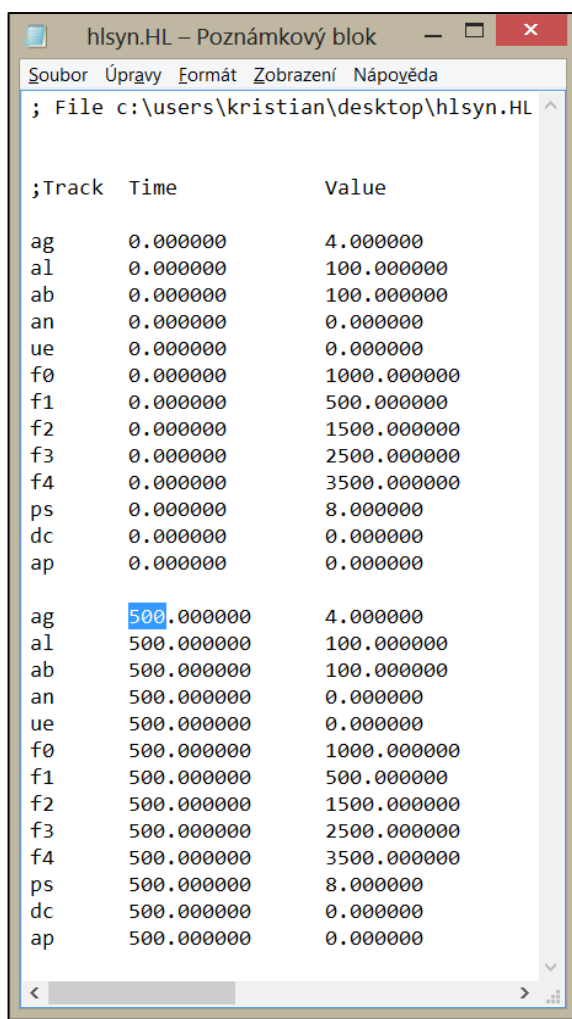 hlsyn.HL – Poznámkový blok
Soubor Úpravy Formát Zobrazení Nápověda
; File c:\users\kristian\desktop\hlsyn.HL
;Track Time Value
ag 0.000000 4.000000
al 0.000000 100.000000
ab 0.000000 100.000000
an 0.000000 0.000000
ue 0.000000 0.000000
f0 0.000000 1000.000000
f1 0.000000 500.000000
f2 0.000000 1500.000000
f3 0.000000 2500.000000
f4 0.000000 3500.000000
ps 0.000000 8.000000
dc 0.000000 0.000000
ap 0.000000 0.000000
ag 500.000000 4.000000
al 500.000000 100.000000
ab 500.000000 100.000000
an 500.000000 0.000000
ue 500.000000 0.000000
f0 500.000000 1000.000000
f1 500.000000 500.000000
f2 500.000000 1500.000000
f3 500.000000 2500.000000
f4 500.000000 3500.000000
ps 500.000000 8.000000
dc 500.000000 0.000000
ap 500.000000 0.000000